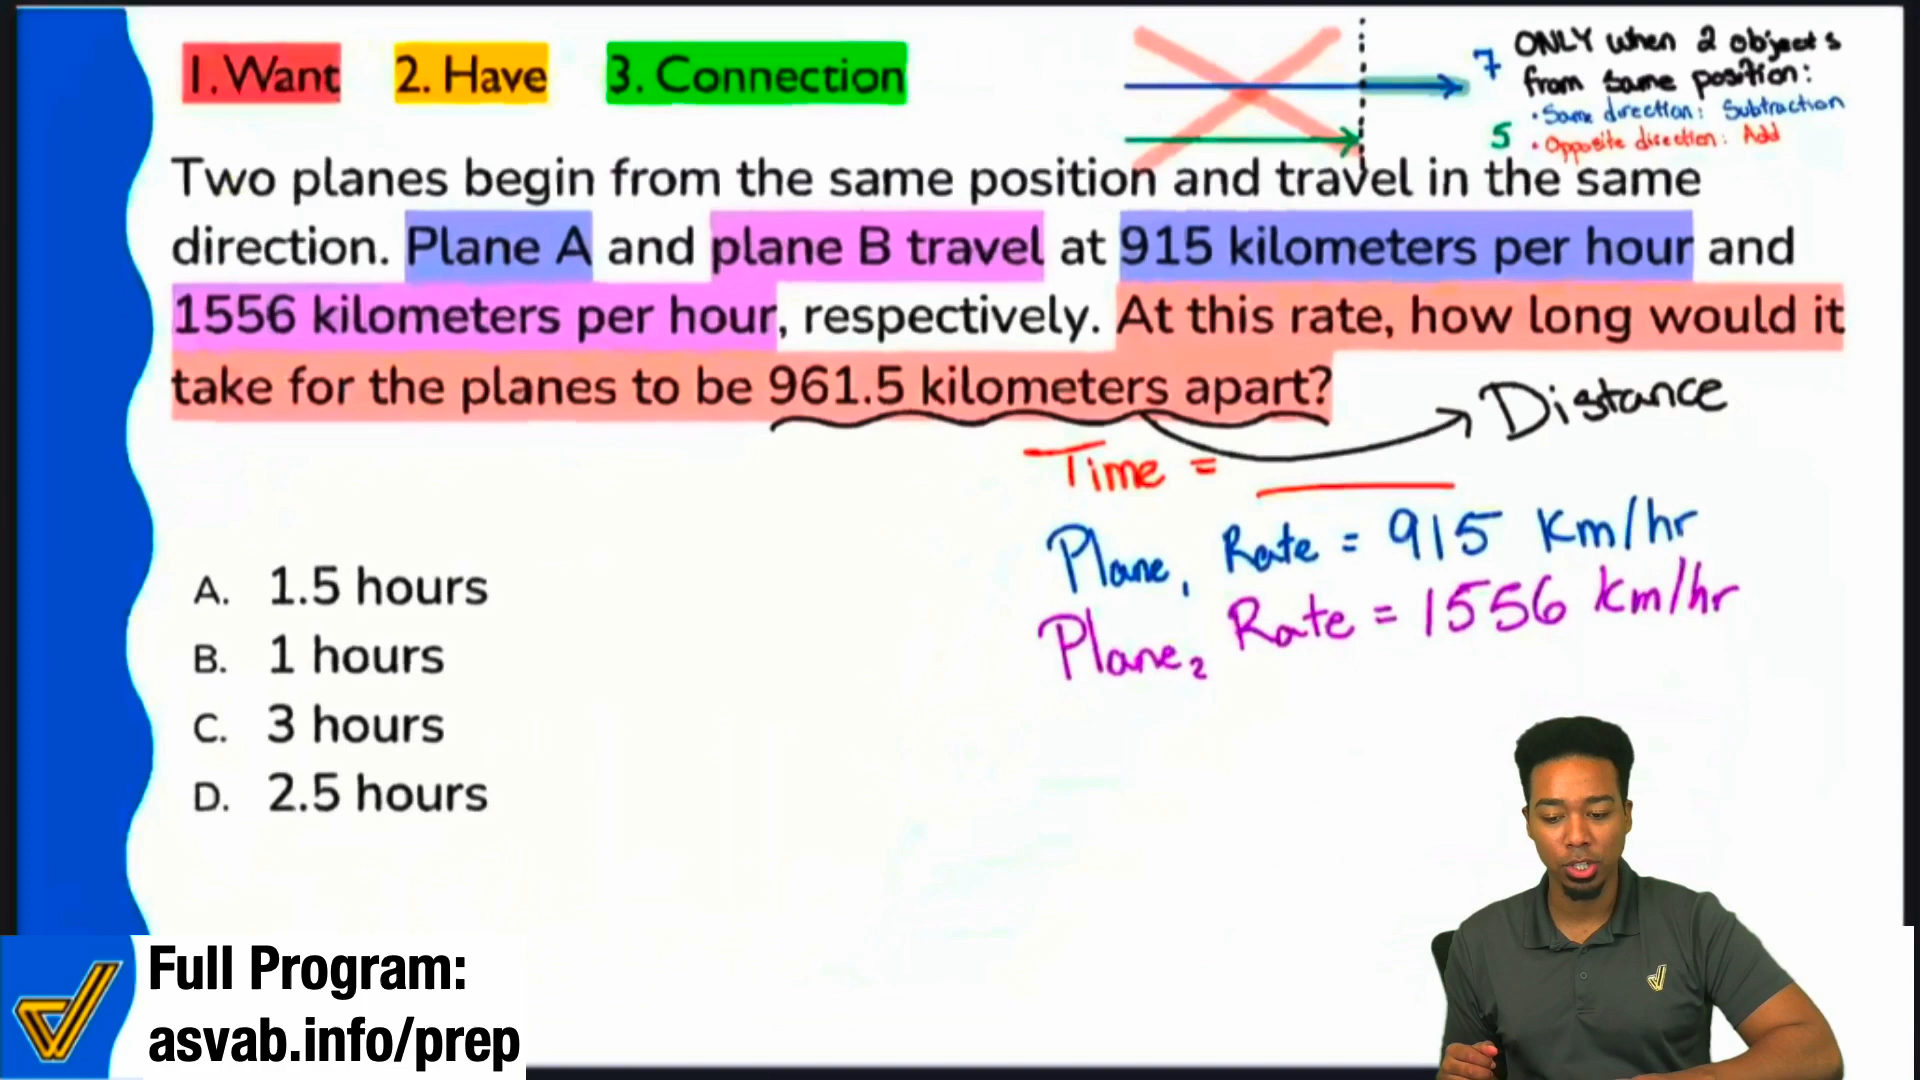 1. Want 2. Have 3. Connection
7 ONLY when 2 objects
from same position:
• Same direction: Subtraction
5 • Opposite direction: Add
Two planes begin from the same position and travel in the same
direction. Plane A and plane B travel at 915 kilometers per hour and
1556 kilometers per hour, respectively. At this rate, how long would it
take for the planes to be 961.5 kilometers apart?
Distance
Time =
Plane₁ Rate = 915 Km/hr
Plane₂ Rate = 1556 km/hr
A. 1.5 hours
B. 1 hours
C. 3 hours
D. 2.5 hours
Full Program:
asvab.info/prep